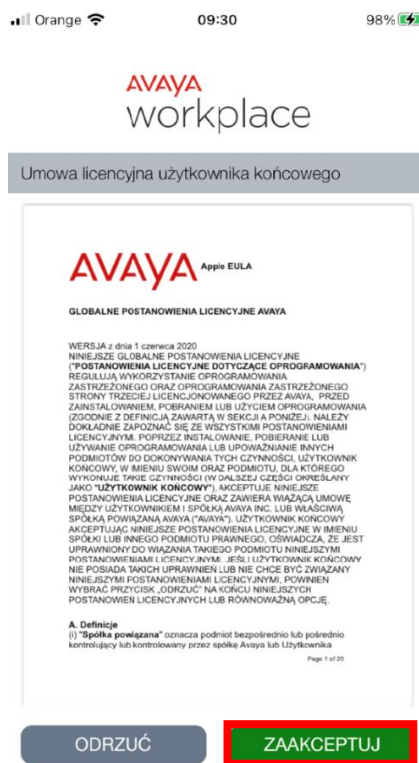 Orange 09:30 98%
AVAYA
workplace
Umowa licencyjna użytkownika końcowego
AVAYA Apple EULA
GLOBALNE POSTANOWIENIA LICENCYJNE AVAYA
WERSJA z dnia 1 czerwca 2020
NINIEJSZE GLOBALNE POSTANOWIENIA LICENCYJNE
("POSTANOWIENIA LICENCYJNE DOTYCZĄCE OPROGRAMOWANIA")
REGULUJĄ WYKORZYSTANIE OPROGRAMOWANIA
ZASTRZEŻONEGO ORAZ OPROGRAMOWANIA ZASTRZEŻONEGO
STRONY TRZECIEJ LICENCJONOWANEGO PRZEZ AVAYA, PRZED
ZAINSTALOWANIEM, POBRANIEM LUB UŻYCIEM OPROGRAMOWANIA
(ZGODNIE Z DEFINICJĄ ZAWARTĄ W SEKCJI A PONIŻEJ). NALEŻY
DOKŁADNIE ZAPOZNAĆ SIĘ ZE WSZYSTKIMI POSTANOWIENIAMI
LICENCYJNYMI. POPRZEZ INSTALOWANIE, POBIERANIE LUB
UŻYWANIE OPROGRAMOWANIA LUB UPOWAŻNIANIE INNYCH
PODMIOTÓW DO DOKONYWANIA TYCH CZYNNOŚCI, UŻYTKOWNIK
KOŃCOWY, W IMIENIU SWOIM ORAZ PODMIOTU, DLA KTÓREGO
WYKONUJE TAKIE CZYNNOŚCI (W DALSZEJ CZĘŚCI OKREŚLANY
JAKO "UŻYTKOWNIK KOŃCOWY"), AKCEPTUJE NINIEJSZE
POSTANOWIENIA LICENCYJNE ORAZ ZAWIERA WIĄŻĄCĄ UMOWĘ
MIĘDZY UŻYTKOWNIKIEM I SPÓŁKĄ AVAYA INC. LUB WŁAŚCIWĄ
SPÓŁKĄ POWIĄZANĄ AVAYA ("AVAYA"). UŻYTKOWNIK KOŃCOWY
AKCEPTUJĄC NINIEJSZE POSTANOWIENIA LICENCYJNE W IMIENIU
SPÓŁKI LUB INNEGO PODMIOTU PRAWNEGO, OŚWIADCZA, ŻE JEST
UPRAWNIONY DO WIĄZANIA TAKIEGO PODMIOTU NINIEJSZYMI
POSTANOWIENIAMI LICENCYJNYMI. JEŚLI UŻYTKOWNIK KOŃCOWY
NIE POSIADA TAKICH UPRAWNIEŃ LUB NIE CHCE BYĆ ZWIĄZANY
NINIEJSZYMI POSTANOWIENIAMI LICENCYJNYMI, POWINIEN
WYBRAĆ PRZYCISK „ODRZUĆ" NA KOŃCU NINIEJSZYCH
POSTANOWIEŃ LICENCYJNYCH LUB RÓWNOWAŻNĄ OPCJĘ.
A. Definicje
(i) "Spółka powiązana" oznacza podmiot bezpośrednio lub pośrednio
kontrolujący lub kontrolowany przez spółkę Avaya lub Użytkownika
Page 1 of 20
ODRZUĆ ZAAKCEPTUJ